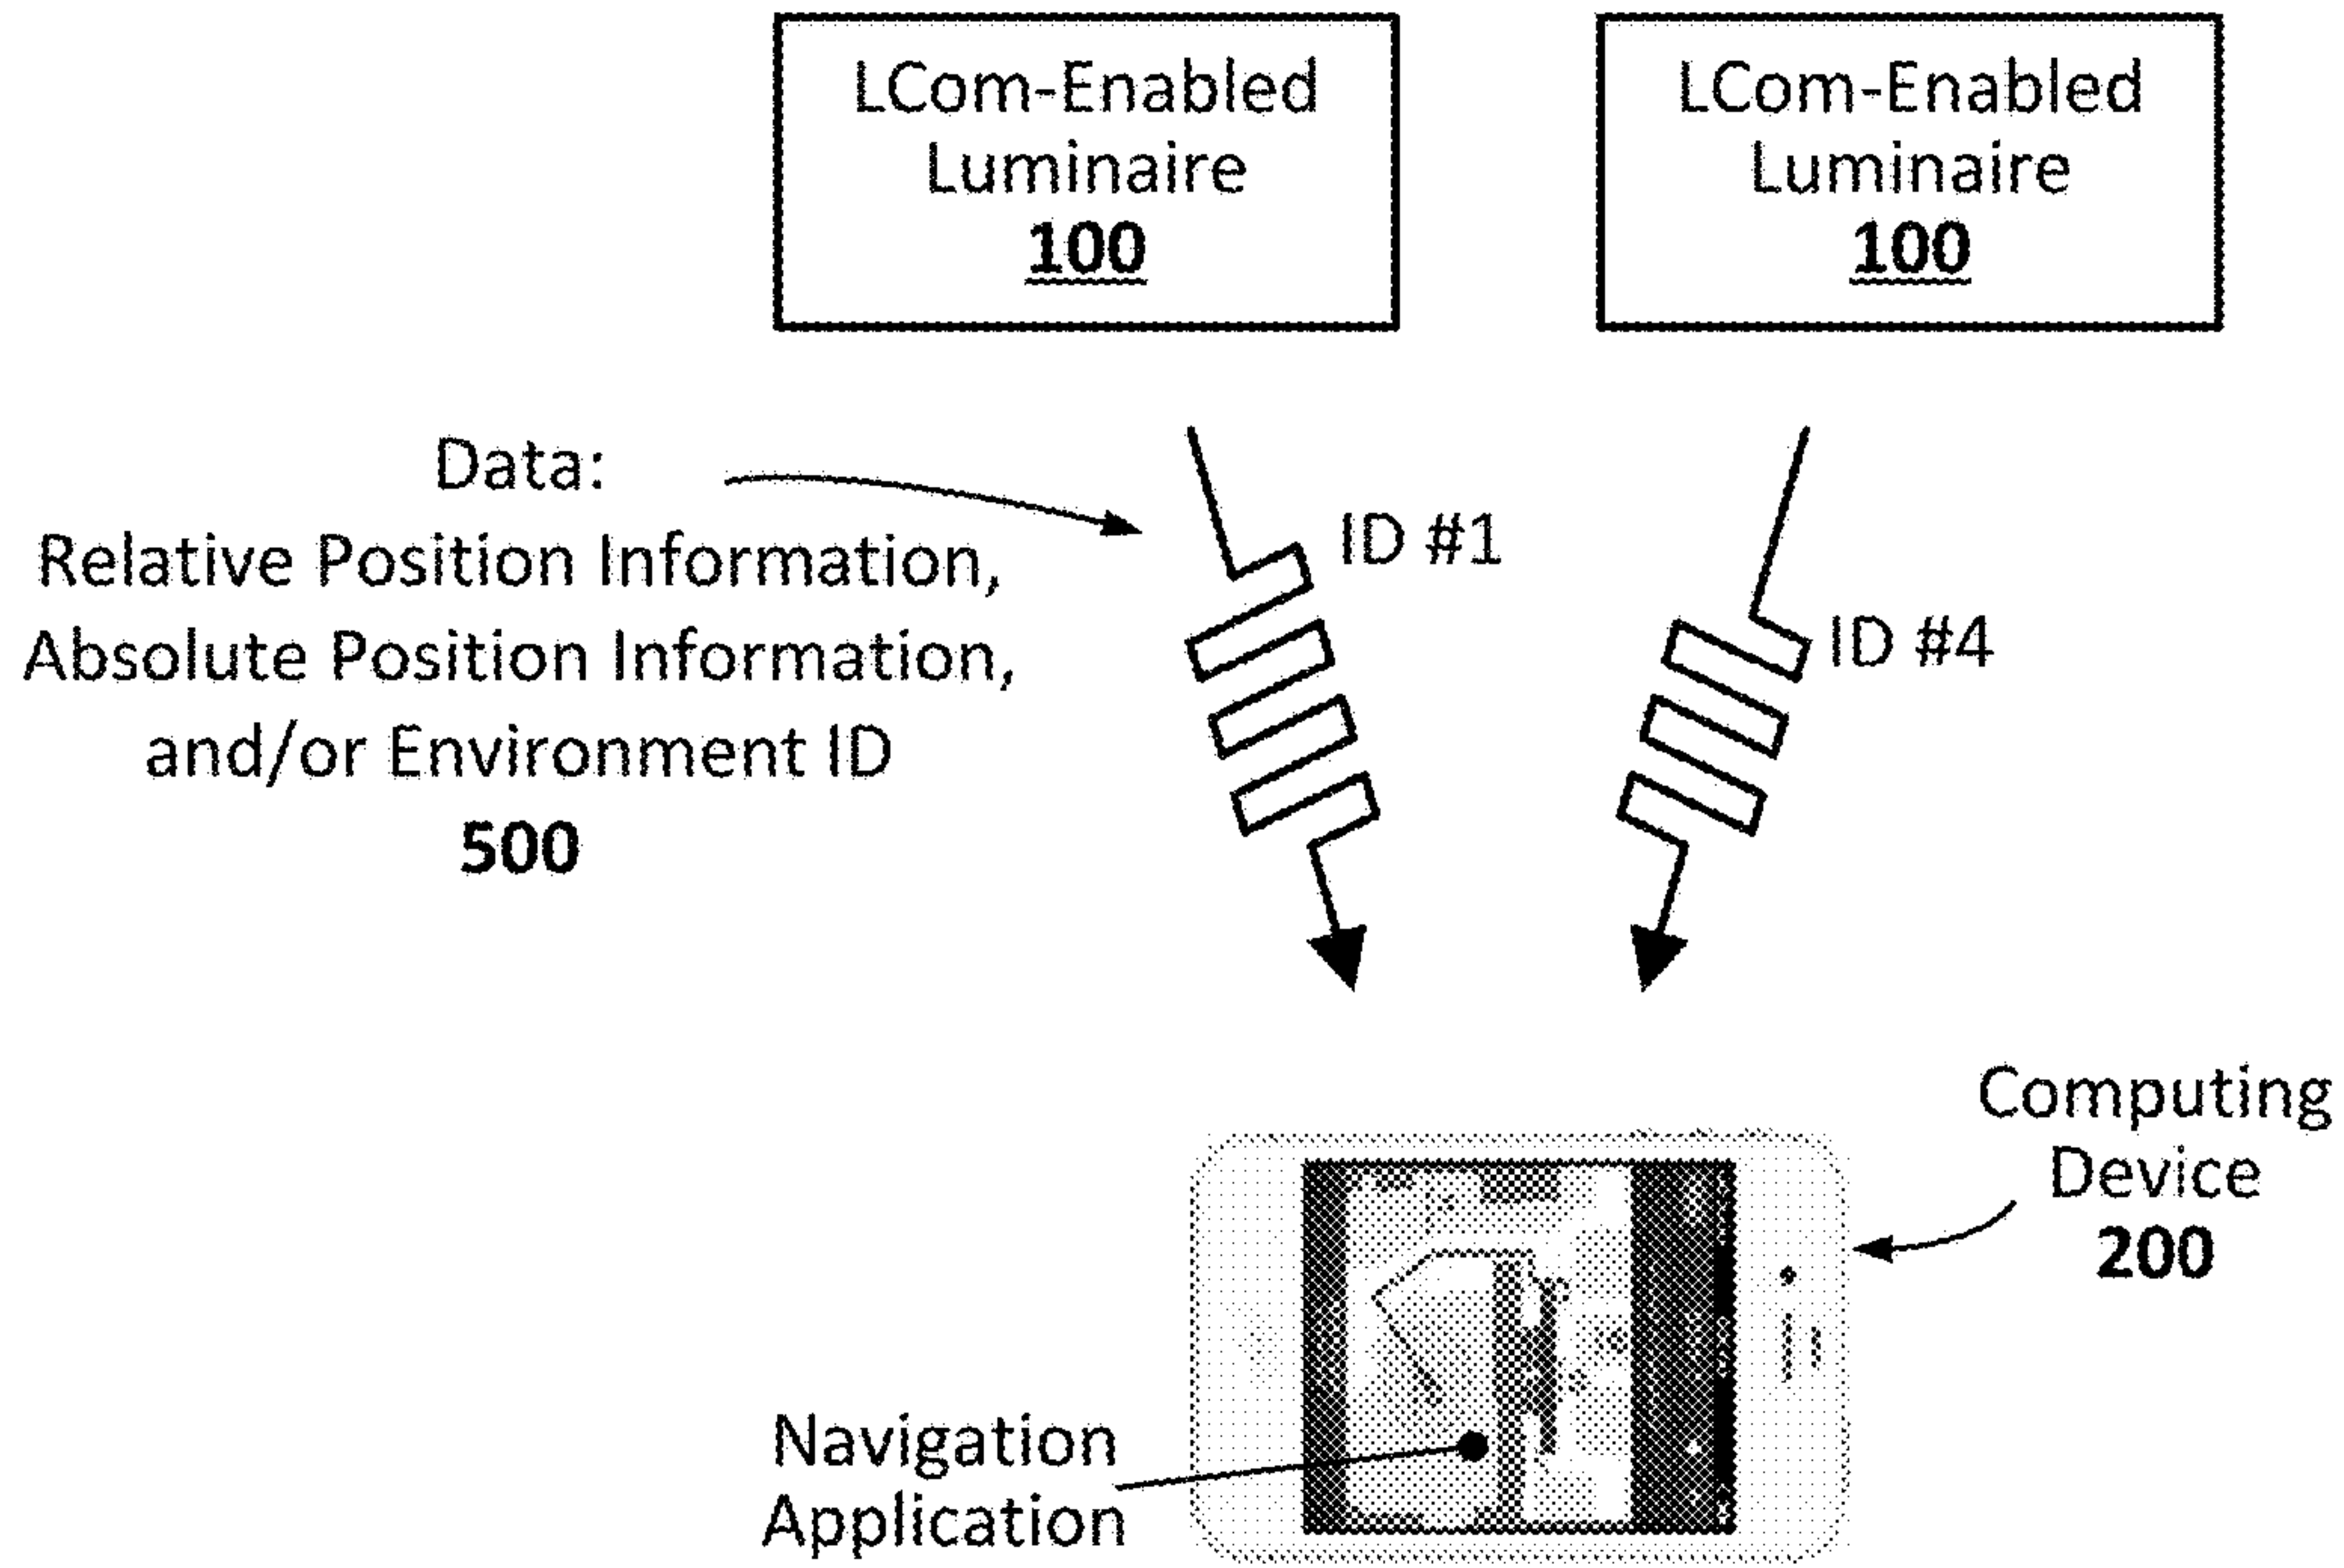 LCom-Enabled
Luminaire
100
LCom-Enabled
Luminaire
100
Data:
Relative Position Information,
Absolute Position Information,
and/or Environment ID
500
ID #1
ID #4
Computing
Device
200
Navigation
Application